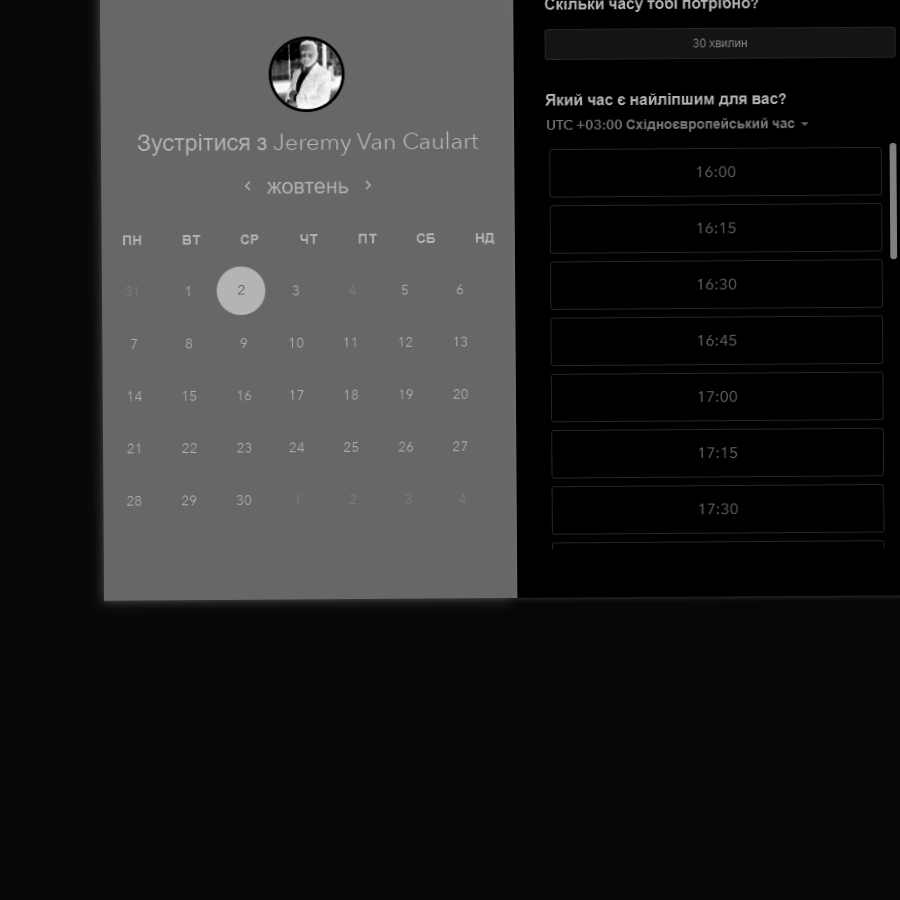 Скільки часу тобі потрібно?
30 хвилин
Зустрітися з Jeremy Van Caulart
жовтень
ПН ВТ СР ЧТ ПТ СБ НД
31 1 2 3 4 5 6
7 8 9 10 11 12 13
14 15 16 17 18 19 20
21 22 23 24 25 26 27
28 29 30 1 2 3 4
Який час є найліпшим для вас?
UTC +03:00 Східноєвропейський час
16:00
16:15
16:30
16:45
17:00
17:15
17:30